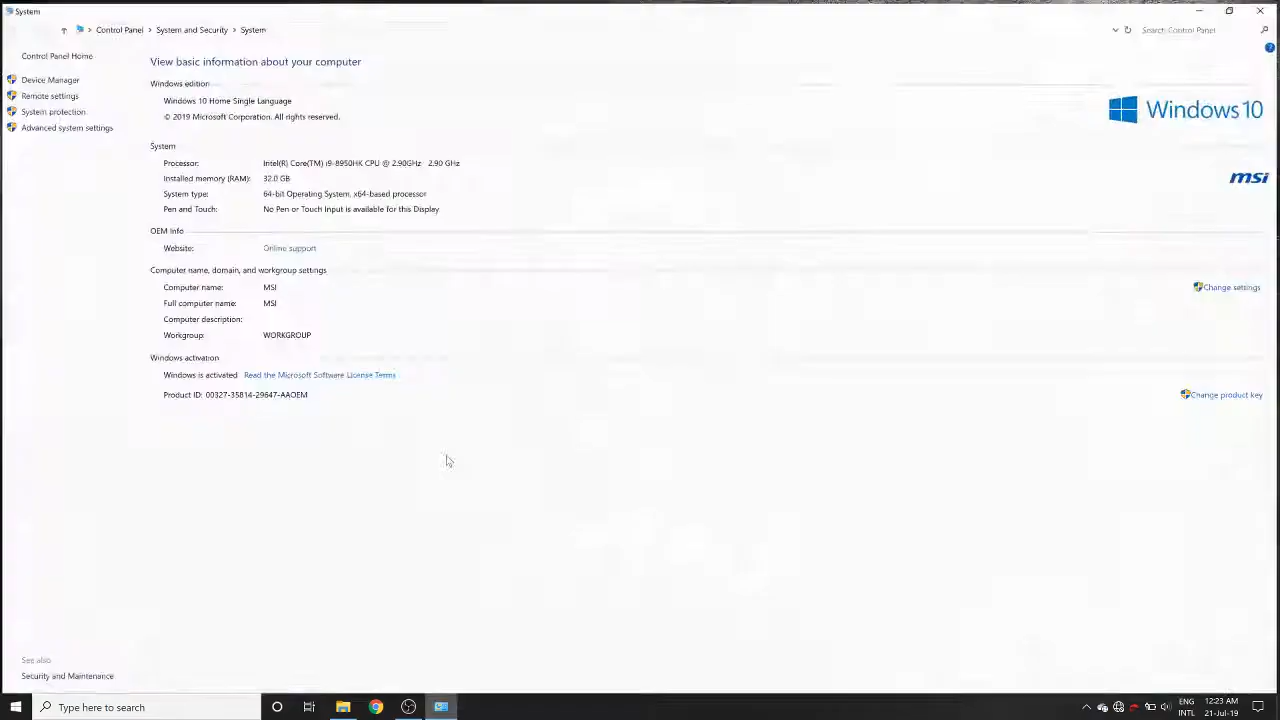 System
Control Panel > System and Security > System
Search Control Panel
Control Panel Home
Device Manager
Remote settings
System protection
Advanced system settings
View basic information about your computer
Windows edition
Windows 10 Home Single Language
© 2019 Microsoft Corporation. All rights reserved.
Windows 10
System
Processor: Intel(R) Core(TM) i9-8950HK CPU @ 2.90GHz 2.90 GHz
Installed memory (RAM): 32.0 GB
System type: 64-bit Operating System, x64-based processor
Pen and Touch: No Pen or Touch Input is available for this Display
msi
OEM Info
Website: Online support
Computer name, domain, and workgroup settings
Computer name: MSI
Change settings
Full computer name: MSI
Computer description:
Workgroup: WORKGROUP
Windows activation
Windows is activated Read the Microsoft Software License Terms
Product ID: 00327-35814-29647-AAOEM
Change product key
See also
Security and Maintenance
Type here to search
ENG
INTL
12:23 AM
21-Jul-19